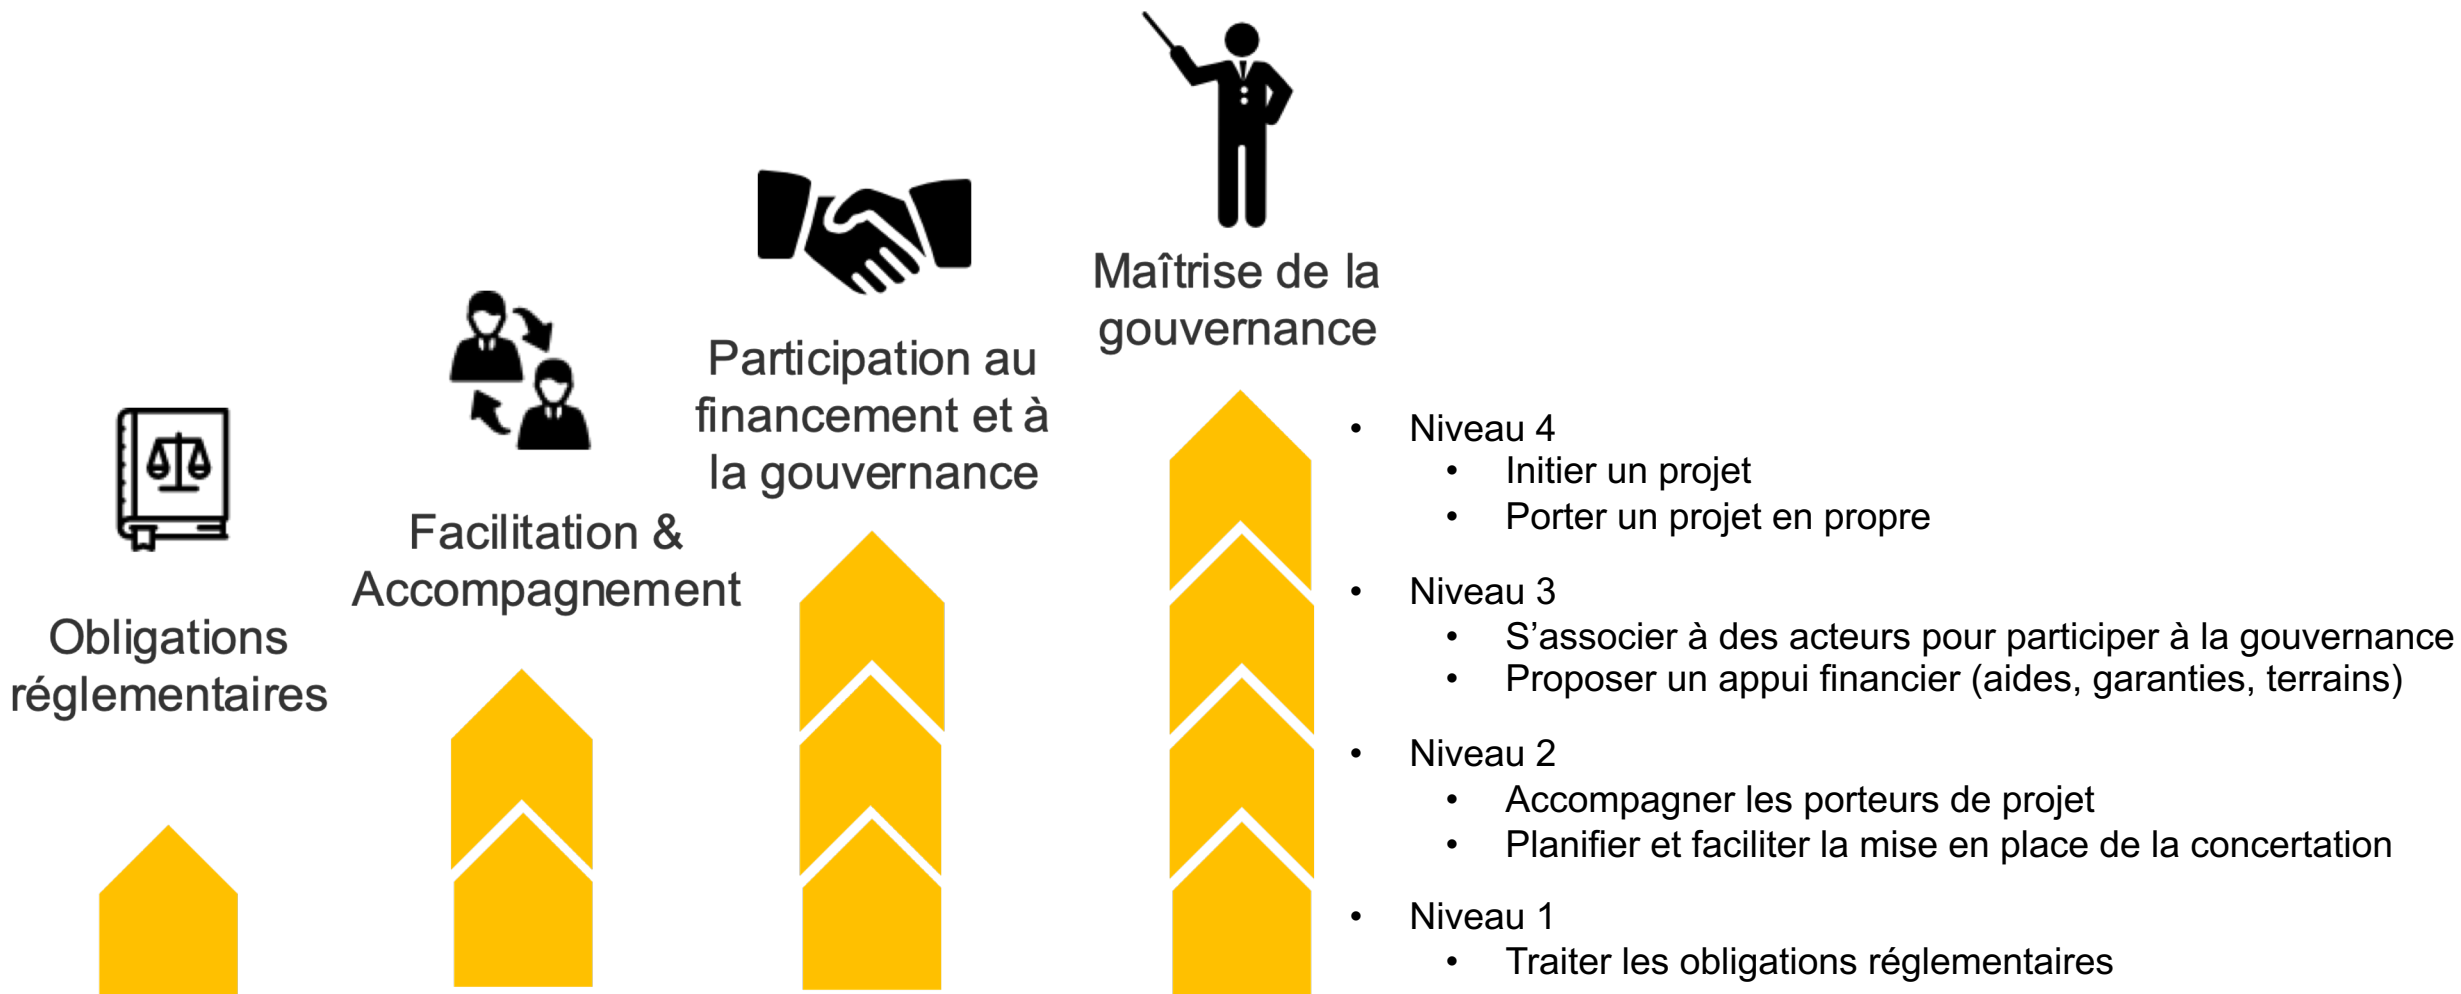 Obligations
réglementaires
Facilitation &
Accompagnement
Participation au
financement et à
la gouvernance
Maîtrise de la
gouvernance
• Niveau 4
• Initier un projet
• Porter un projet en propre
• Niveau 3
• S’associer à des acteurs pour participer à la gouvernance
• Proposer un appui financier (aides, garanties, terrains)
• Niveau 2
• Accompagner les porteurs de projet
• Planifier et faciliter la mise en place de la concertation
• Niveau 1
• Traiter les obligations réglementaires